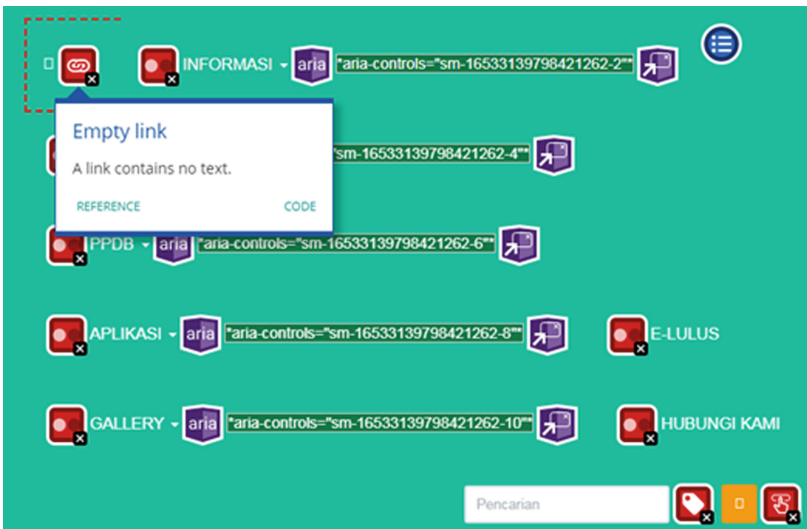 INFORMASI aria *aria-controls="sm-16533139798421262-2"*
Empty link
A link contains no text.
REFERENCE CODE
"sm-16533139798421262-4"*
PPDB aria *aria-controls="sm-16533139798421262-6"*
APLIKASI aria *aria-controls="sm-16533139798421262-8"* E-LULUS
GALLERY aria *aria-controls="sm-16533139798421262-10"* HUBUNGI KAMI
Pencarian